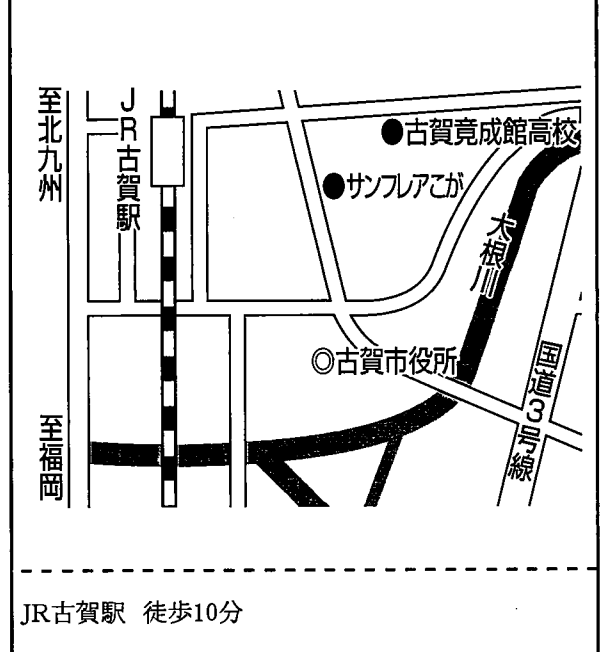 至北九州
JR古賀駅
●古賀竟成館高校
●サンフレアこが
大根川
◎古賀市役所
国道3号線
至福岡
JR古賀駅 徒歩10分